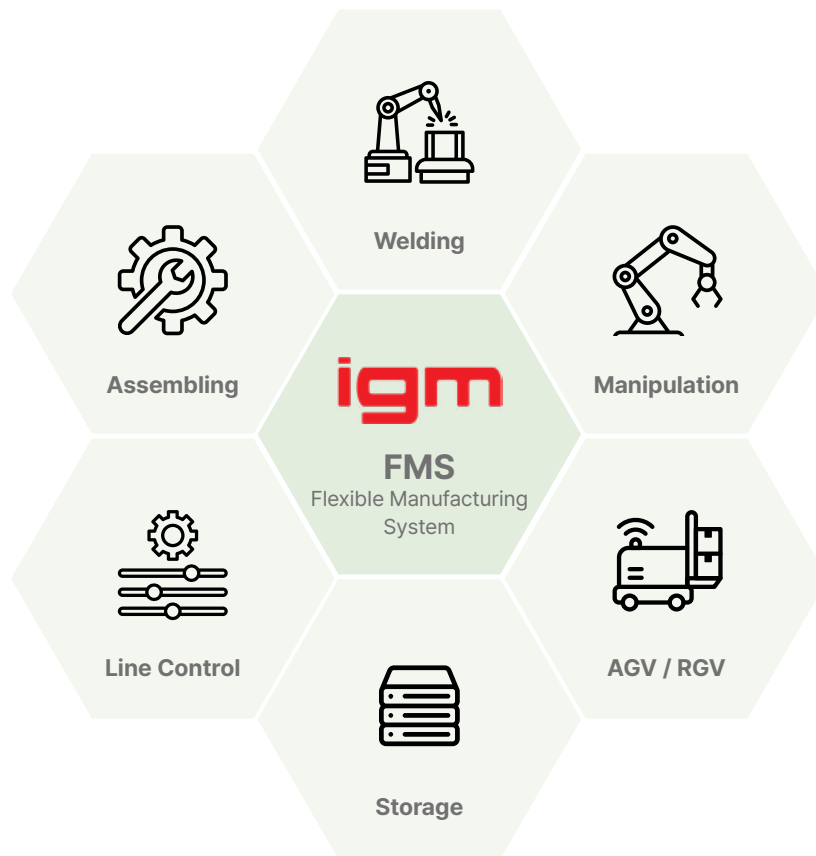 Welding
Assembling
Manipulation
igm
FMS
Flexible Manufacturing
System
Line Control
AGV / RGV
Storage